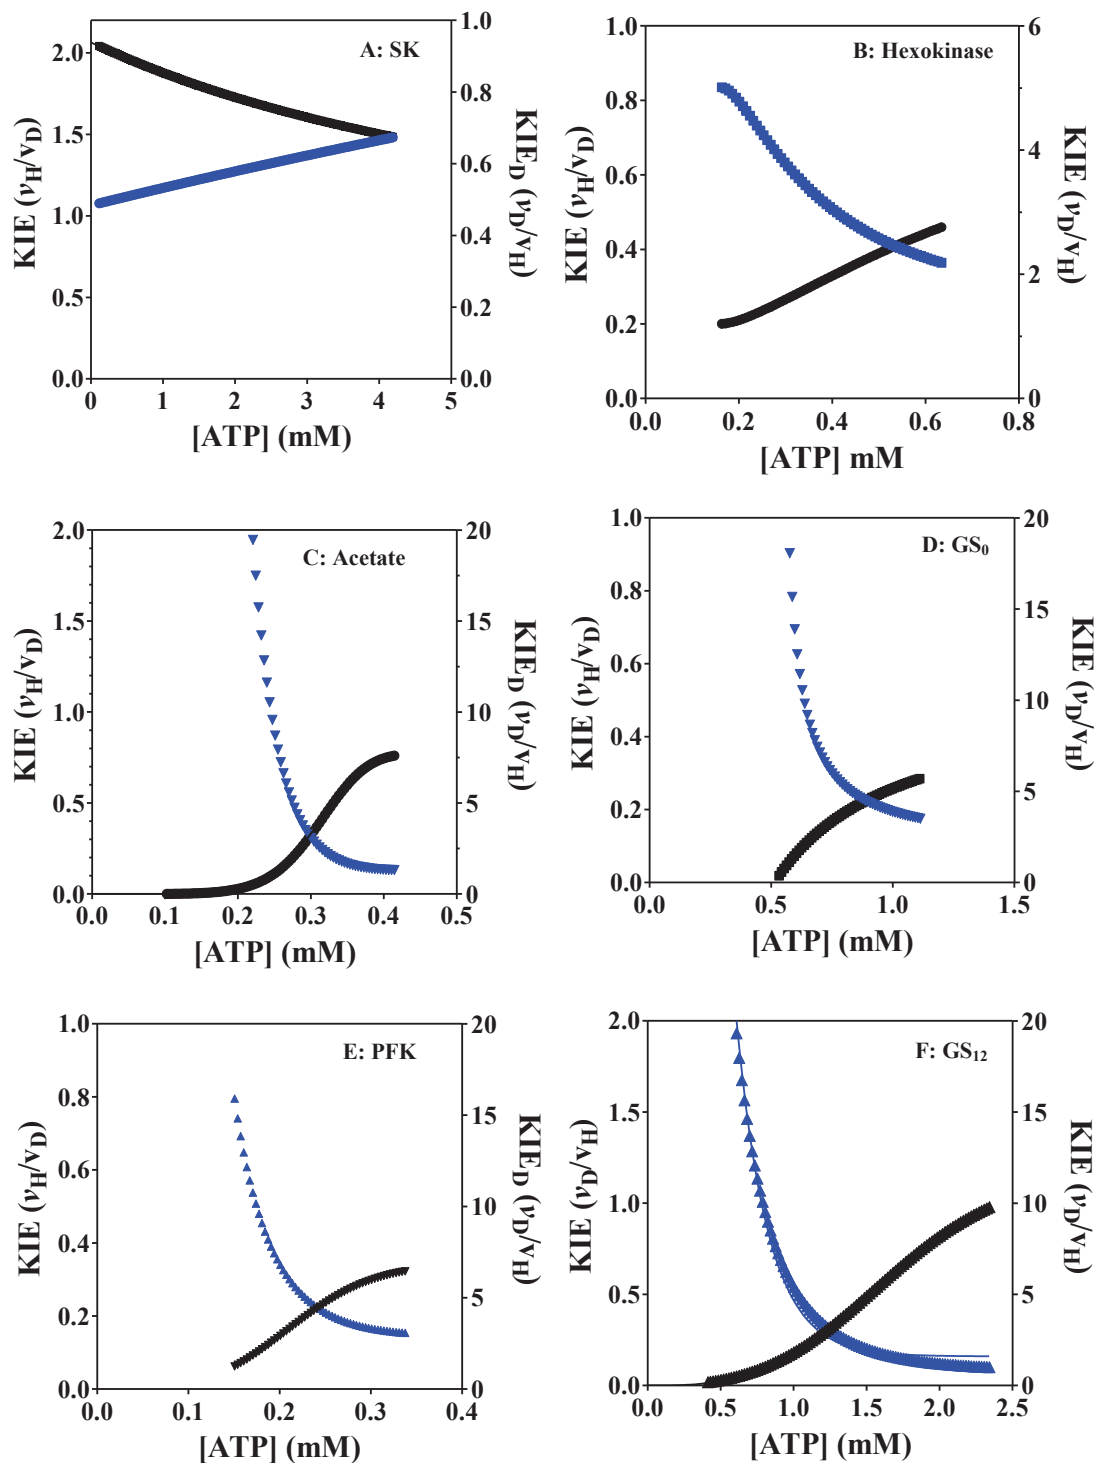 A: SK
KIE (vH/vD)
2.0
1.5
1.0
0.5
0.0
1.0
0.8
0.6
0.4
0.2
0.0
KIED (vD/vH)
0 1 2 3 4 5
[ATP] (mM)
B: Hexokinase
KIE (vH/vD)
1.0
0.8
0.6
0.4
0.2
0.0
6
4
2
0
KIE (vD/vH)
0.0 0.2 0.4 0.6 0.8
[ATP] mM
C: Acetate
KIE (vH/vD)
2.0
1.5
1.0
0.5
0.0
20
15
10
5
0
KIED (vD/vH)
0.0 0.1 0.2 0.3 0.4 0.5
[ATP] (mM)
D: GS0
KIE (vH/vD)
1.0
0.8
0.6
0.4
0.2
0.0
20
15
10
5
0
KIE (vD/vH)
0.0 0.5 1.0 1.5
[ATP] (mM)
E: PFK
KIE (vH/vD)
1.0
0.8
0.6
0.4
0.2
0.0
20
15
10
5
0
KIED (vD/vH)
0.0 0.1 0.2 0.3 0.4
[ATP] (mM)
F: GS12
KIE (vD/vH)
2.0
1.5
1.0
0.5
0.0
20
15
10
5
0
KIE (vD/vH)
0.0 0.5 1.0 1.5 2.0 2.5
[ATP] (mM)